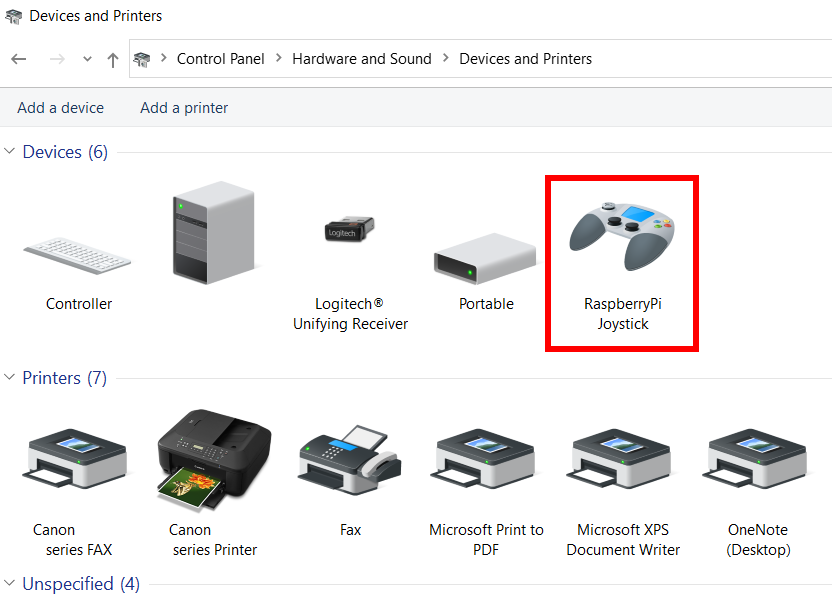 Devices and Printers
Control Panel > Hardware and Sound > Devices and Printers
Add a device Add a printer
Devices (6)
Logitech
Controller
Logitech®
Unifying Receiver
Portable
RaspberryPi
Joystick
Printers (7)
Canon
series FAX
Canon
series Printer
Fax
Microsoft Print to
PDF
Microsoft XPS
Document Writer
OneNote
(Desktop)
Unspecified (4)